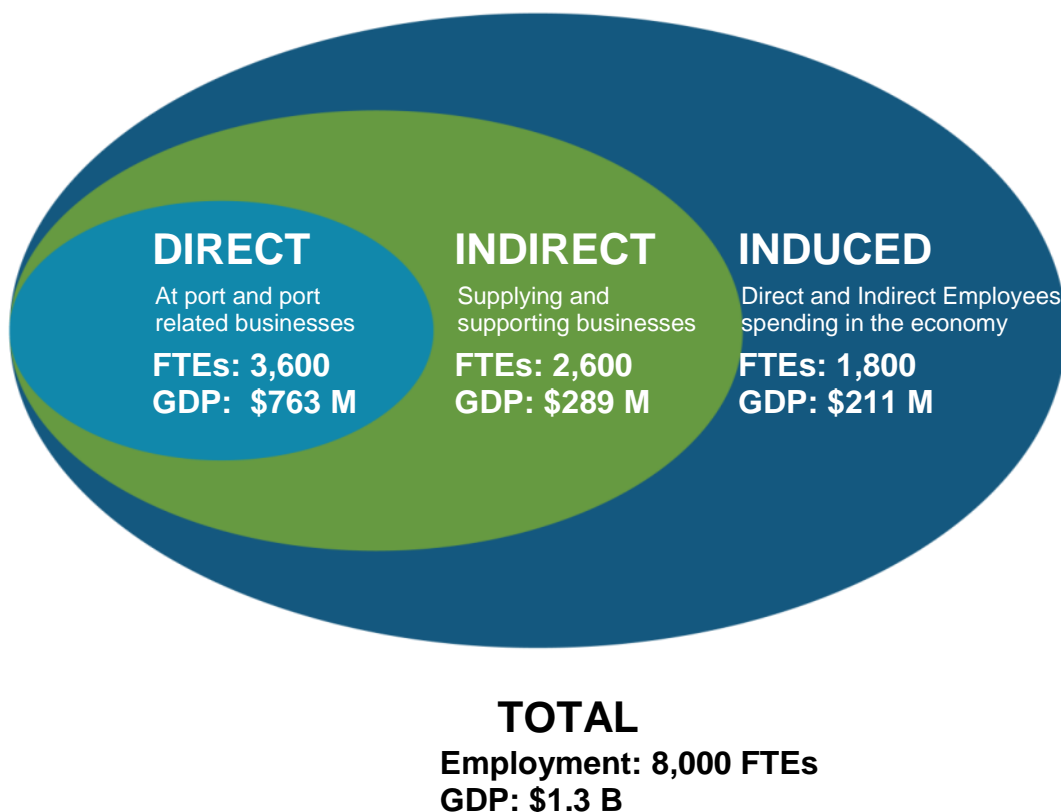 DIRECT
At port and port
related businesses
FTEs: 3,600
GDP:  $763 M
INDIRECT
Supplying and
supporting businesses
FTEs: 2,600
GDP: $289 M
INDUCED
Direct and Indirect Employees
spending in the economy
FTEs: 1,800
GDP: $211 M
TOTAL
Employment: 8,000 FTEs
GDP: $1.3 B